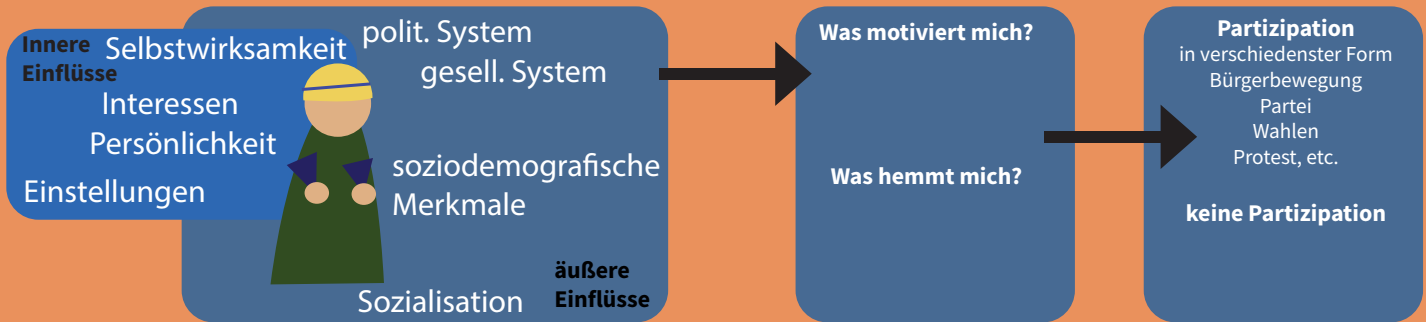 Innere
Einflüsse
Selbstwirksamkeit
Interessen
Persönlichkeit
Einstellungen
polit. System
gesell. System
soziodemografische
Merkmale
Sozialisation
äußere
Einflüsse
Was motiviert mich?
Was hemmt mich?
Partizipation
in verschiedenster Form
Bürgerbewegung
Partei
Wahlen
Protest, etc.
keine Partizipation